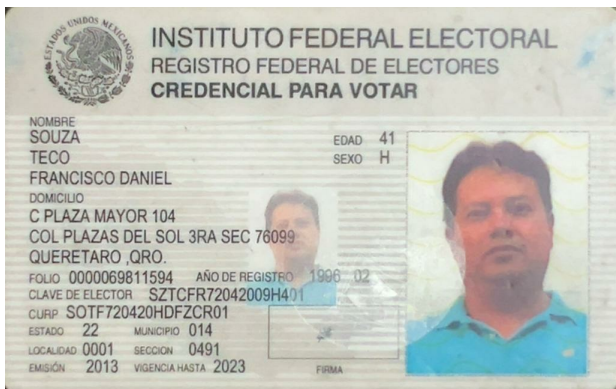 ESTADOS UNIDOS MEXICANOS
INSTITUTO FEDERAL ELECTORAL
REGISTRO FEDERAL DE ELECTORES
CREDENCIAL PARA VOTAR
NOMBRE
SOUZA
TECO
FRANCISCO DANIEL
EDAD 41
SEXO H
DOMICILIO
C PLAZA MAYOR 104
COL PLAZAS DEL SOL 3RA SEC 76099
QUERETARO ,QRO.
FOLIO 0000069811594 AÑO DE REGISTRO 1996 02
CLAVE DE ELECTOR SZTCFR72042009H401
CURP SOTF720420HDFZCR01
ESTADO 22 MUNICIPIO 014
LOCALIDAD 0001 SECCION 0491
EMISIÓN 2013 VIGENCIA HASTA 2023
FIRMA